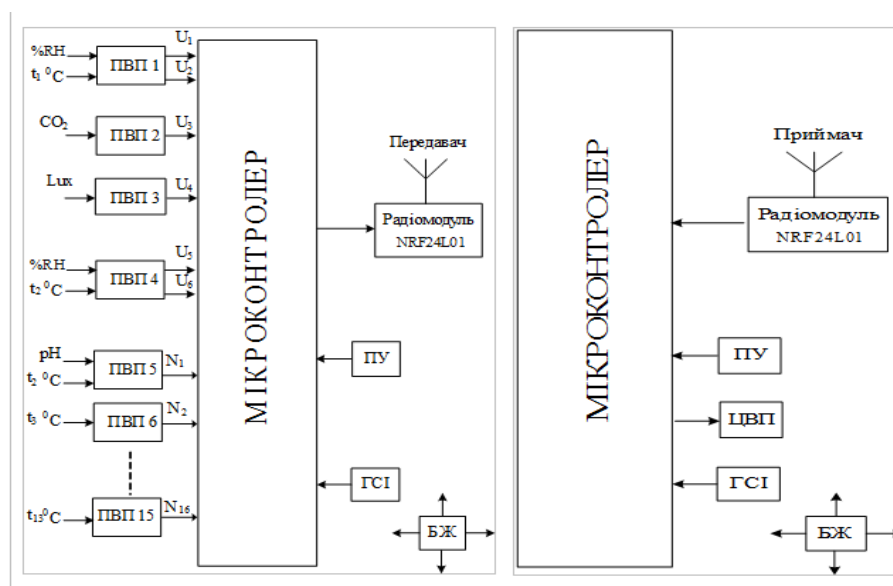 %RH
t1 0C
ПВП 1
U1
U2
CO2
ПВП 2
U3
Lux
ПВП 3
U4
%RH
t2 0C
ПВП 4
U5
U6
pH
t2 0C
ПВП 5
N1
t3 0C
ПВП 6
N2
t13 0C
ПВП 15
N16
МІКРОКОНТРОЛЕР
Передавач
Радіомодуль
NRF24L01
ПУ
ГСІ
БЖ
МІКРОКОНТРОЛЕР
Приймач
Радіомодуль
NRF24L01
ПУ
ЦВП
ГСІ
БЖ